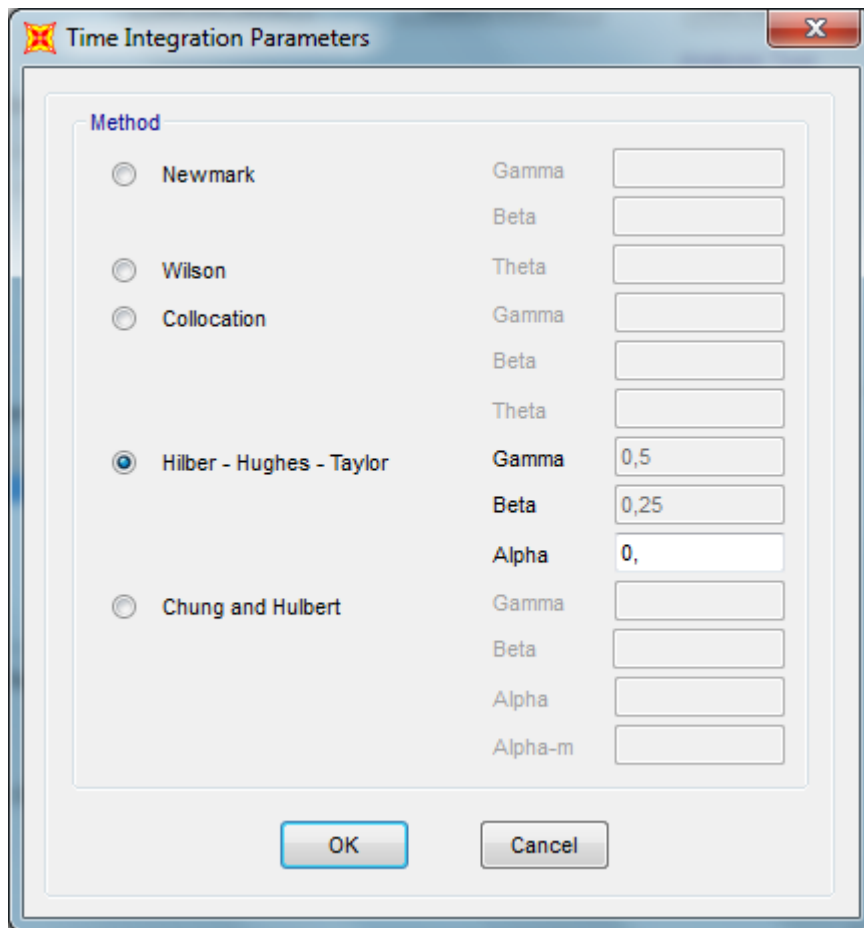 Time Integration Parameters
Method
Newmark Gamma
Beta
Wilson Theta
Collocation Gamma
Beta
Theta
Hilber - Hughes - Taylor Gamma 0,5
Beta 0,25
Alpha 0,
Chung and Hulbert Gamma
Beta
Alpha
Alpha-m
OK Cancel